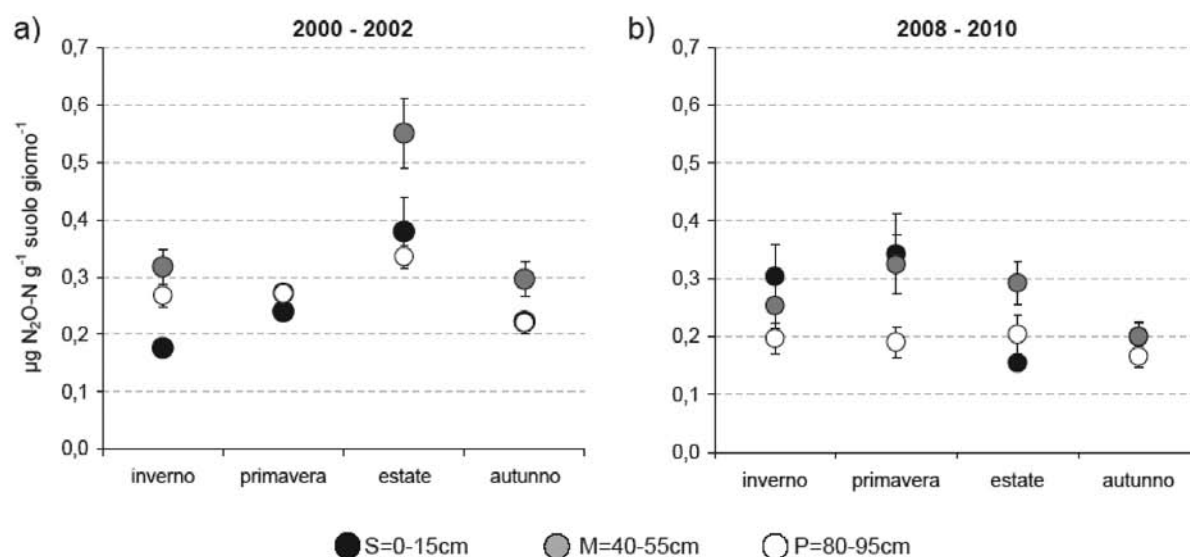 a)
2000 - 2002
µg N₂O-N g⁻¹ suolo giorno⁻¹
0,7
0,6
0,5
0,4
0,3
0,2
0,1
0,0
inverno primavera estate autunno
b)
2008 - 2010
0,7
0,6
0,5
0,4
0,3
0,2
0,1
0,0
inverno primavera estate autunno
S=0-15cm M=40-55cm P=80-95cm